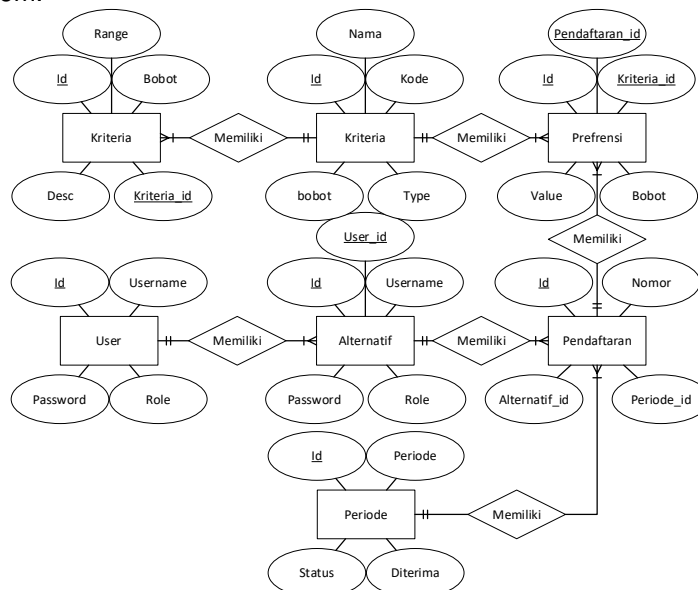 Range
Nama
Pendaftaran_id
Id
Bobot
Id
Kode
Id
Kriteria_id
Kriteria
Memiliki
Kriteria
Memiliki
Prefrensi
Desc
Kriteria_id
bobot
Type
Value
Bobot
User_id
Memiliki
Id
Username
Id
Username
Id
Nomor
User
Memiliki
Alternatif
Memiliki
Pendaftaran
Password
Role
Password
Role
Alternatif_id
Periode_id
Id
Periode
Periode
Memiliki
Status
Diterima